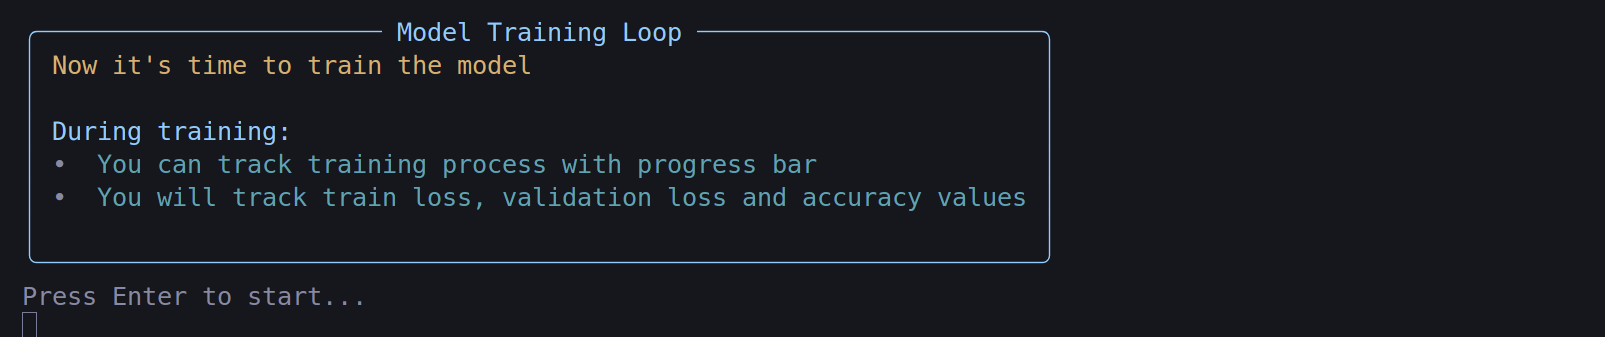 Model Training Loop
Now it's time to train the model
During training:
• You can track training process with progress bar
• You will track train loss, validation loss and accuracy values
Press Enter to start...